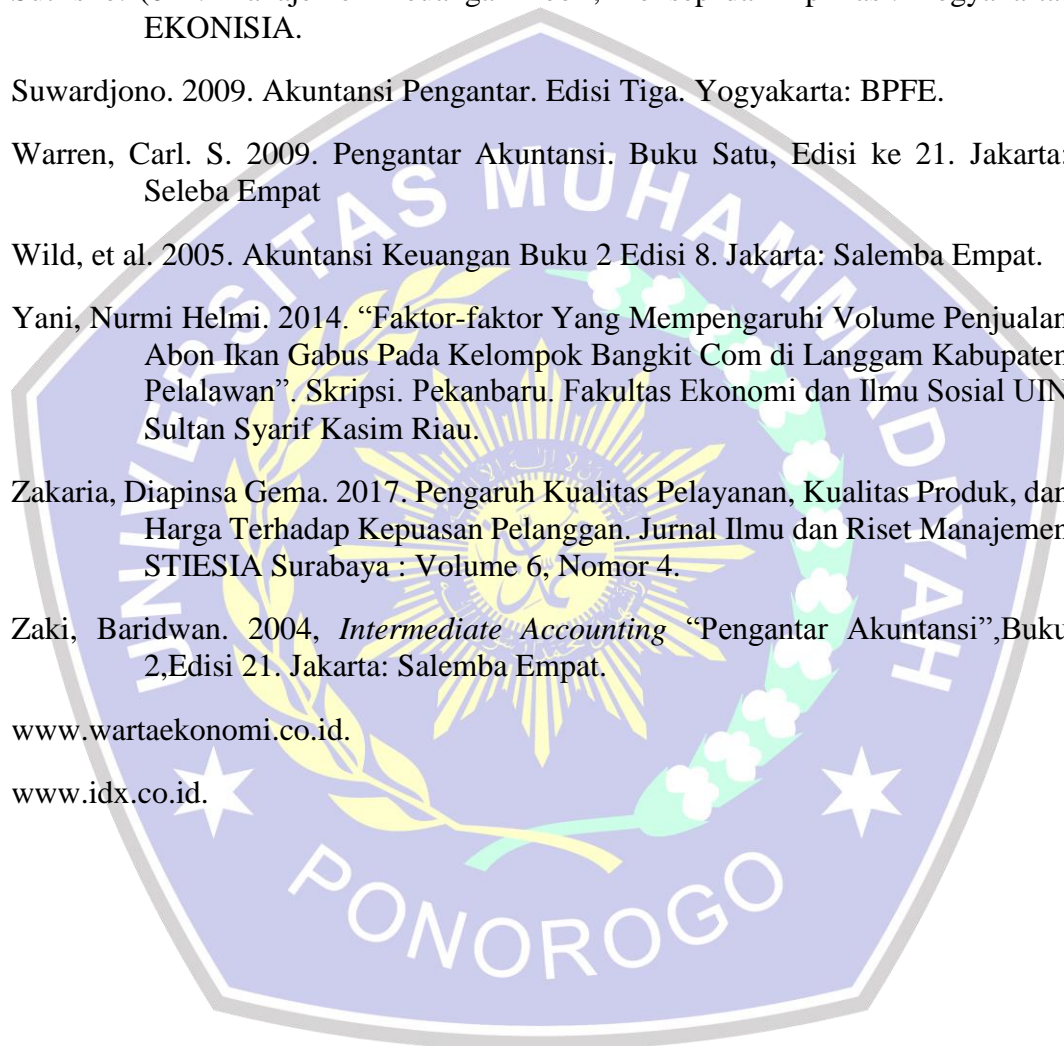 EKONISIA.
Suwardjono. 2009. Akuntansi Pengantar. Edisi Tiga. Yogyakarta: BPFE.
Warren, Carl. S. 2009. Pengantar Akuntansi. Buku Satu, Edisi ke 21. Jakarta:
Seleba Empat
Wild, et al. 2005. Akuntansi Keuangan Buku 2 Edisi 8. Jakarta: Salemba Empat.
Yani, Nurmi Helmi. 2014. “Faktor-faktor Yang Mempengaruhi Volume Penjualan
Abon Ikan Gabus Pada Kelompok Bangkit Com di Langgam Kabupaten
Pelalawan”. Skripsi. Pekanbaru. Fakultas Ekonomi dan Ilmu Sosial UIN
Sultan Syarif Kasim Riau.
Zakaria, Diapinsa Gema. 2017. Pengaruh Kualitas Pelayanan, Kualitas Produk, dan
Harga Terhadap Kepuasan Pelanggan. Jurnal Ilmu dan Riset Manajemen
STIESIA Surabaya : Volume 6, Nomor 4.
Zaki, Baridwan. 2004, Intermediate Accounting “Pengantar Akuntansi”,Buku
2,Edisi 21. Jakarta: Salemba Empat.
www.wartaekonomi.co.id.
www.idx.co.id.
UNIVERSITAS MUHAMMADIYAH
PONOROGO